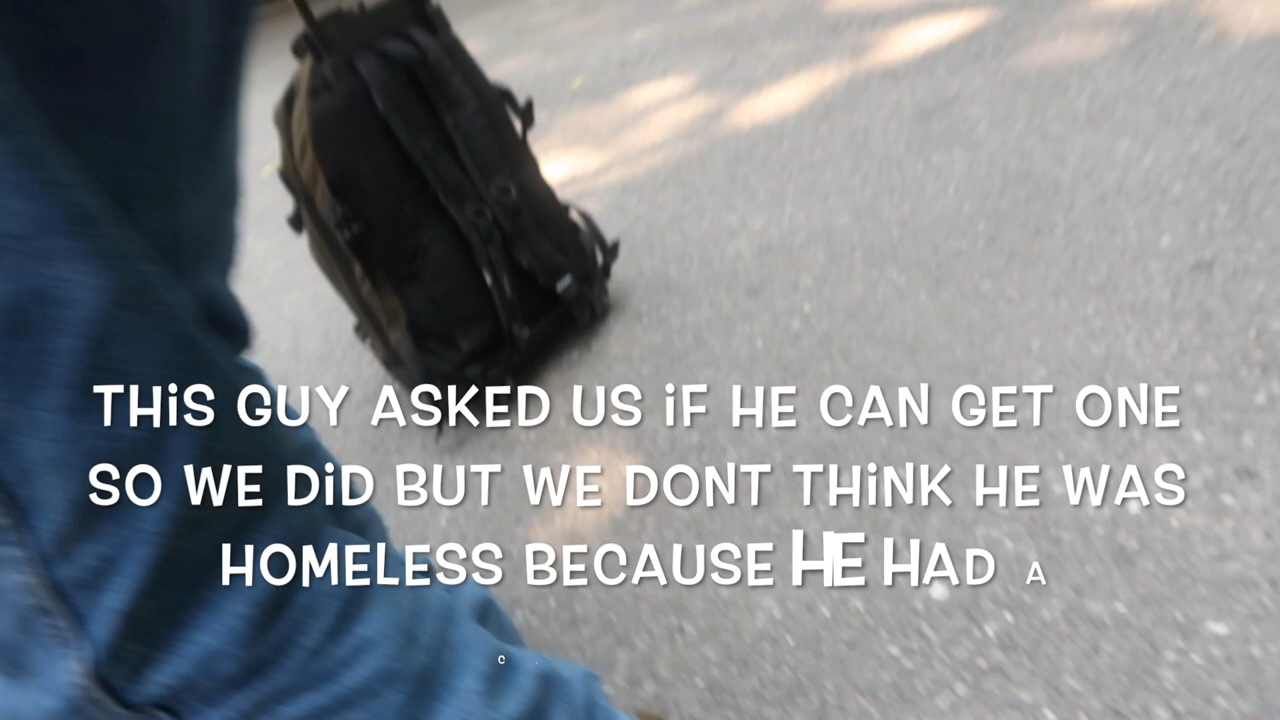 THiS GUY ASKED US iF HE CAN GET ONE
SO WE DiD BUT WE DONT THiNK HE WAS
HOMELESS BECAUSE HE HAD A
C